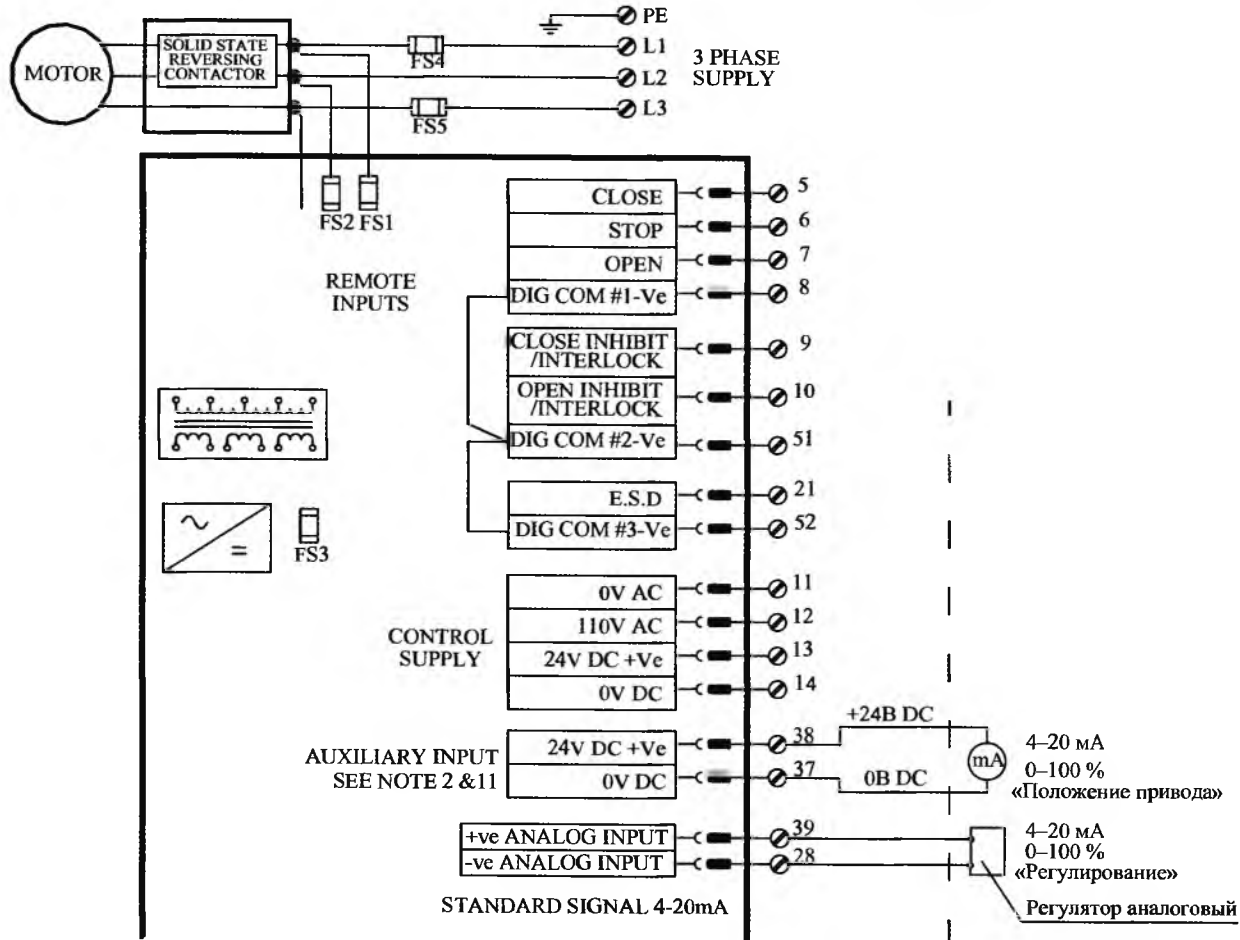 PE
L1
L2
L3
3 PHASE
SUPPLY
MOTOR
SOLID STATE
REVERSING
CONTACTOR
FS4
FS5
FS2 FS1
REMOTE
INPUTS
CLOSE 5
STOP 6
OPEN 7
DIG COM #1-Ve 8
CLOSE INHIBIT
/INTERLOCK 9
OPEN INHIBIT
/INTERLOCK 10
DIG COM #2-Ve 51
E.S.D 21
DIG COM #3-Ve 52
~
=
FS3
CONTROL
SUPPLY
0V AC 11
110V AC 12
24V DC +Ve 13
0V DC 14
AUXILIARY INPUT
SEE NOTE 2 &11
24V DC +Ve 38
0V DC 37
+24В DC
0В DC
mA
4–20 мА
0–100 %
«Положение привода»
+ve ANALOG INPUT 39
-ve ANALOG INPUT 28
4–20 мА
0–100 %
«Регулирование»
Регулятор аналоговый
STANDARD SIGNAL 4-20mA